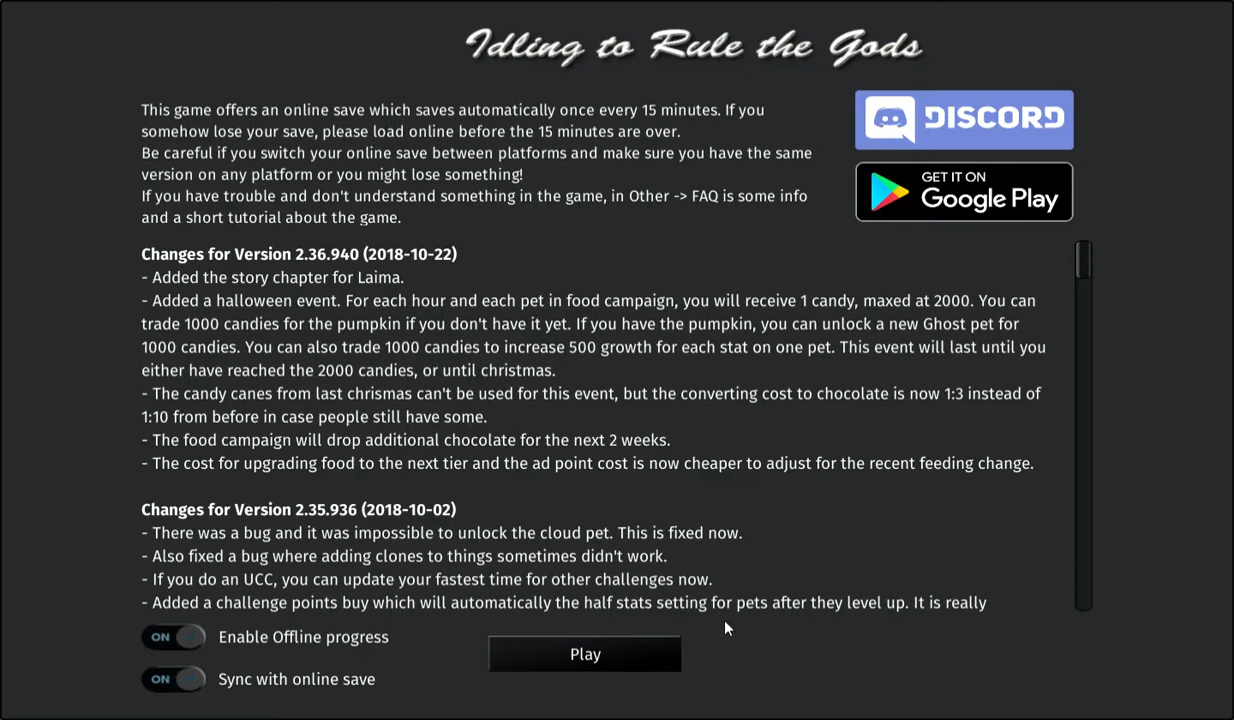 Idling to Rule the Gods
This game offers an online save which saves automatically once every 15 minutes. If you
somehow lose your save, please load online before the 15 minutes are over.
Be careful if you switch your online save between platforms and make sure you have the same
version on any platform or you might lose something!
If you have trouble and don't understand something in the game, in Other -> FAQ is some info
and a short tutorial about the game.
DISCORD
GET IT ON
Google Play
Changes for Version 2.36.940 (2018-10-22)
- Added the story chapter for Laima.
- Added a halloween event. For each hour and each pet in food campaign, you will receive 1 candy, maxed at 2000. You can
trade 1000 candies for the pumpkin if you don't have it yet. If you have the pumpkin, you can unlock a new Ghost pet for
1000 candies. You can also trade 1000 candies to increase 500 growth for each stat on one pet. This event will last until you
either have reached the 2000 candies, or until christmas.
- The candy canes from last chrismas can't be used for this event, but the converting cost to chocolate is now 1:3 instead of
1:10 from before in case people still have some.
- The food campaign will drop additional chocolate for the next 2 weeks.
- The cost for upgrading food to the next tier and the ad point cost is now cheaper to adjust for the recent feeding change.
Changes for Version 2.35.936 (2018-10-02)
- There was a bug and it was impossible to unlock the cloud pet. This is fixed now.
- Also fixed a bug where adding clones to things sometimes didn't work.
- If you do an UCC, you can update your fastest time for other challenges now.
- Added a challenge points buy which will automatically the half stats setting for pets after they level up. It is really
ON Enable Offline progress
Play
ON Sync with online save